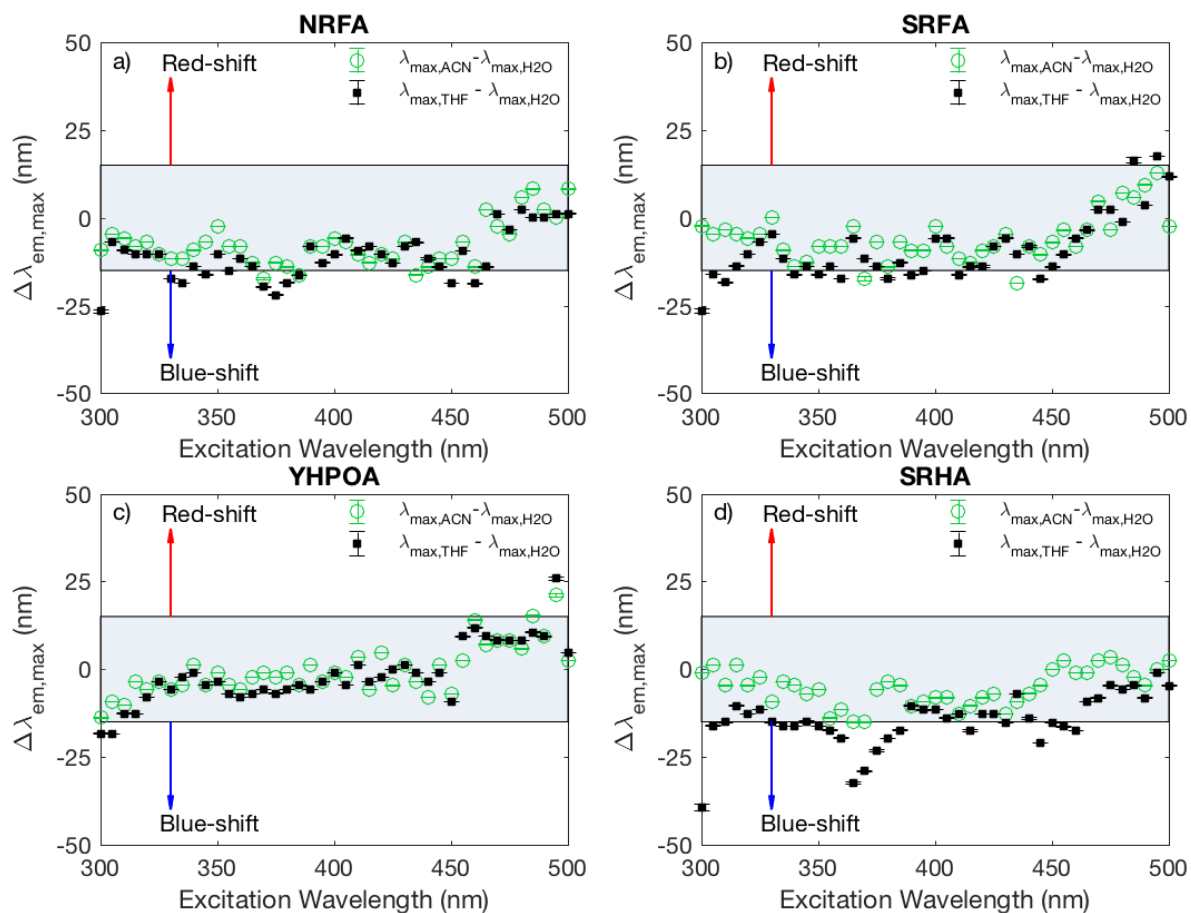 NRFA
a)
Red-shift
λmax,ACN-λmax,H2O
λmax,THF - λmax,H2O
50
25
0
-25
-50
Δ λem,max (nm)
Blue-shift
300 350 400 450 500
Excitation Wavelength (nm)
SRFA
b)
Red-shift
λmax,ACN-λmax,H2O
λmax,THF - λmax,H2O
50
25
0
-25
-50
Δ λem,max (nm)
Blue-shift
300 350 400 450 500
Excitation Wavelength (nm)
YHPOA
c)
Red-shift
λmax,ACN-λmax,H2O
λmax,THF - λmax,H2O
50
25
0
-25
-50
Δ λem,max (nm)
Blue-shift
300 350 400 450 500
Excitation Wavelength (nm)
SRHA
d)
Red-shift
λmax,ACN-λmax,H2O
λmax,THF - λmax,H2O
50
25
0
-25
-50
Δ λem,max (nm)
Blue-shift
300 350 400 450 500
Excitation Wavelength (nm)